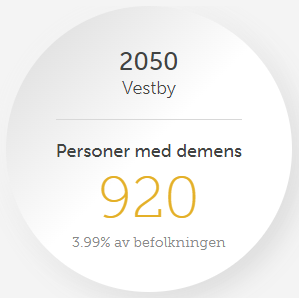 2050
Vestby
Personer med demens
920
3.99% av befolkningen